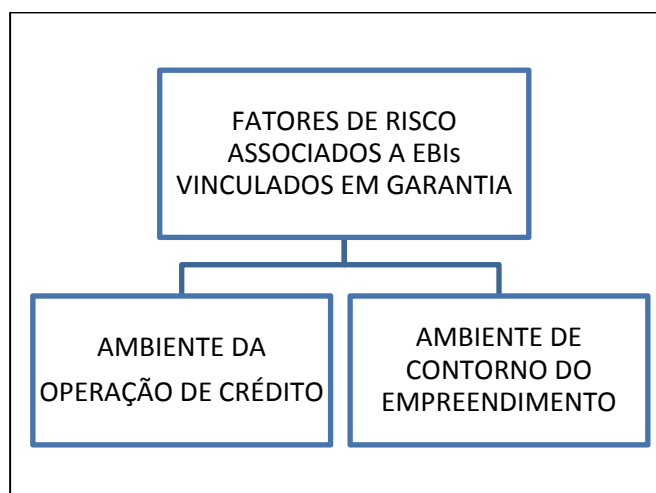 FATORES DE RISCO
ASSOCIADOS A EBIs
VINCULADOS EM GARANTIA
AMBIENTE DA
OPERAÇÃO DE CRÉDITO
AMBIENTE DE
CONTORNO DO
EMPREENDIMENTO